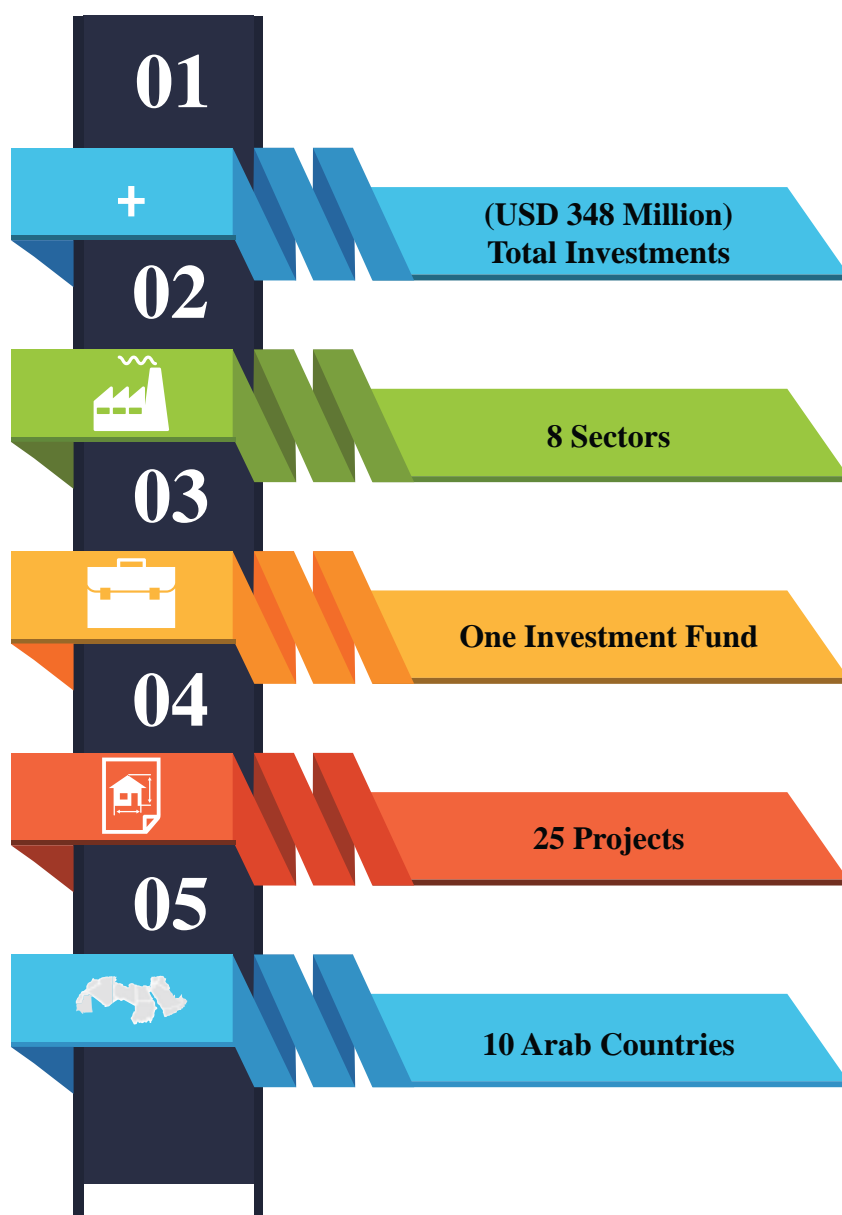 01
+
(USD 348 Million)
Total Investments
02
8 Sectors
03
One Investment Fund
04
25 Projects
05
10 Arab Countries